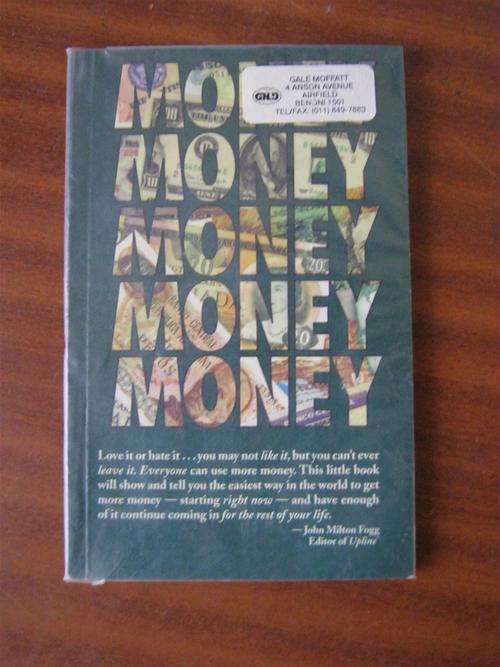 MONEY
GNLD
GALE MOFFATT
4 ANSON AVENUE
AIRFIELD
BENONI 1501
TEL/FAX: (011) 849-7883
MONEY
MONEY
MONEY
MONEY
Love it or hate it . . . you may not like it, but you can't ever
leave it. Everyone can use more money. This little book
will show and tell you the easiest way in the world to get
more money — starting right now — and have enough
of it continue coming in for the rest of your life.
— John Milton Fogg
Editor of Upline